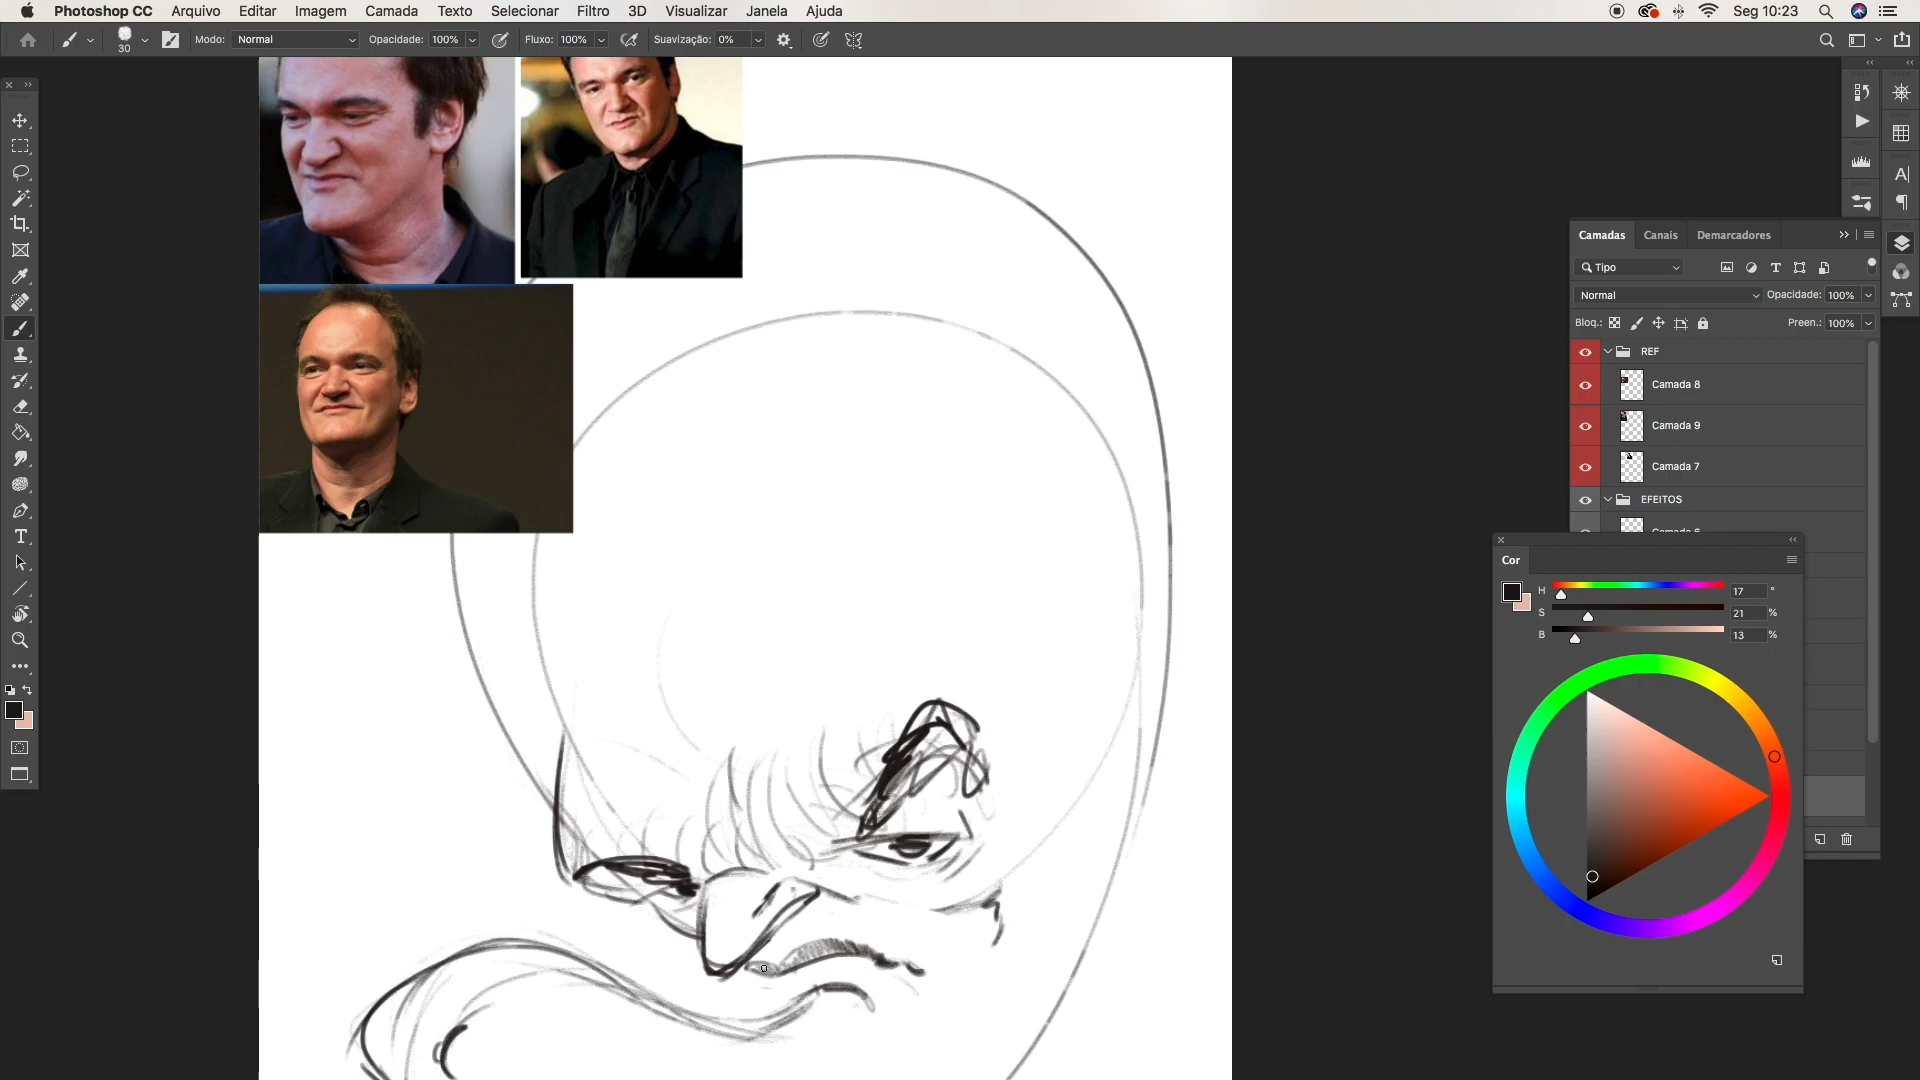 Photoshop CC Arquivo Editar Imagem Camada Texto Selecionar Filtro 3D Visualizar Janela Ajuda Seg 10:23
30 Modo: Normal Opacidade: 100% Fluxo: 100% Suavização: 0%
Camadas Canais Demarcadores
Tipo
Normal Opacidade: 100%
Bloq.: Preen.: 100%
REF
Camada 8
Camada 9
Camada 7
EFEITOS
Camada 6
Cor
H 17 °
S 21 %
B 13 %